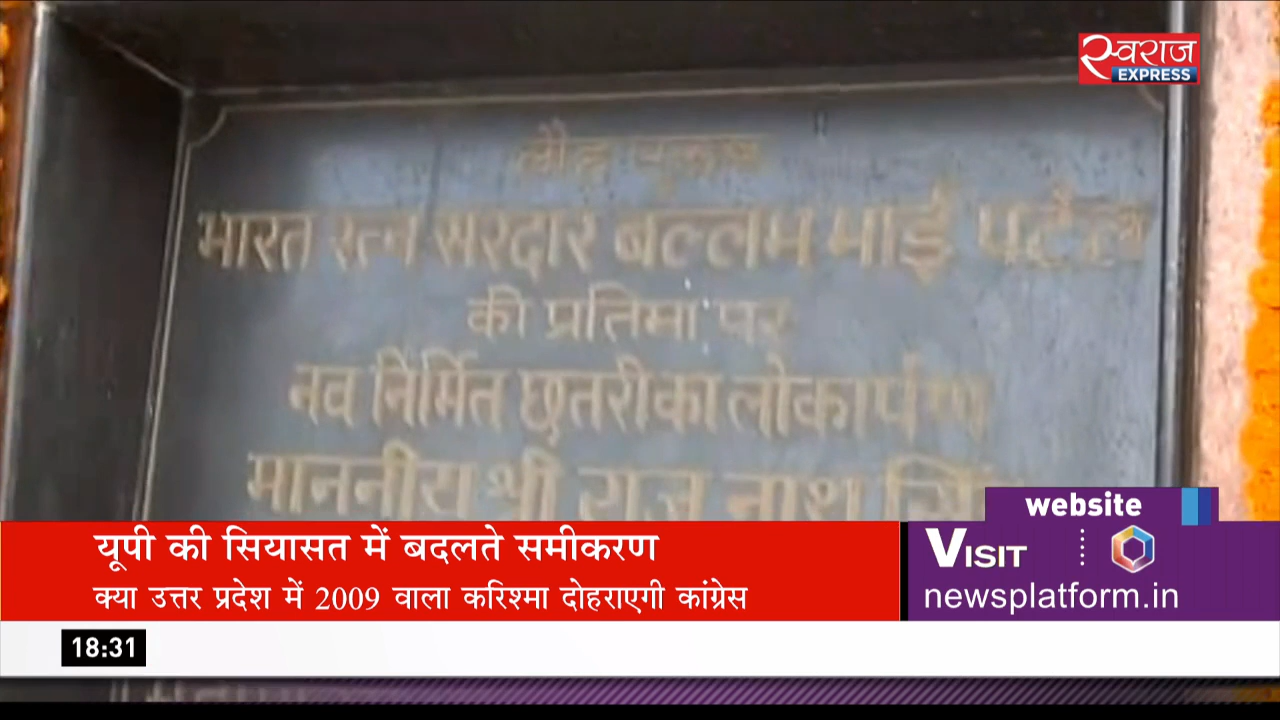 स्वराज
EXPRESS
लौह पुरूष
भारत रत्न सरदार बल्लभ भाई पटेल
की प्रतिमा पर
नव निर्मित छतरी का लोकार्पण
माननीय श्री राज नाथ सिंह
website
यूपी की सियासत में बदलते समीकरण
VISIT
क्या उत्तर प्रदेश में 2009 वाला करिश्मा दोहराएगी कांग्रेस
newsplatform.in
18:31